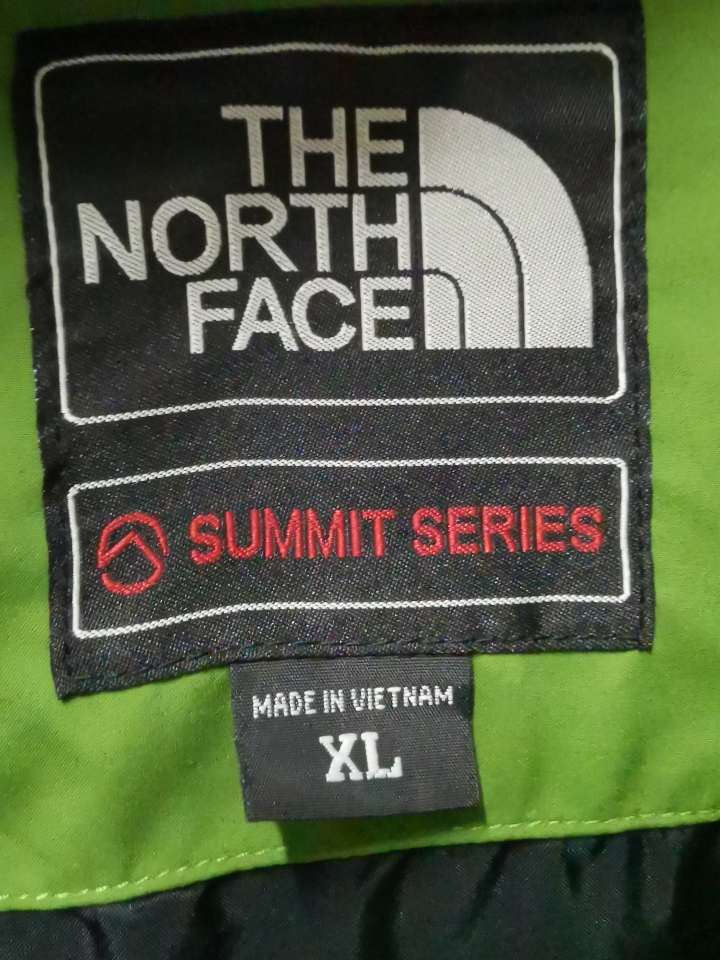 THE
NORTH
FACE
SUMMIT SERIES
MADE IN VIETNAM
XL